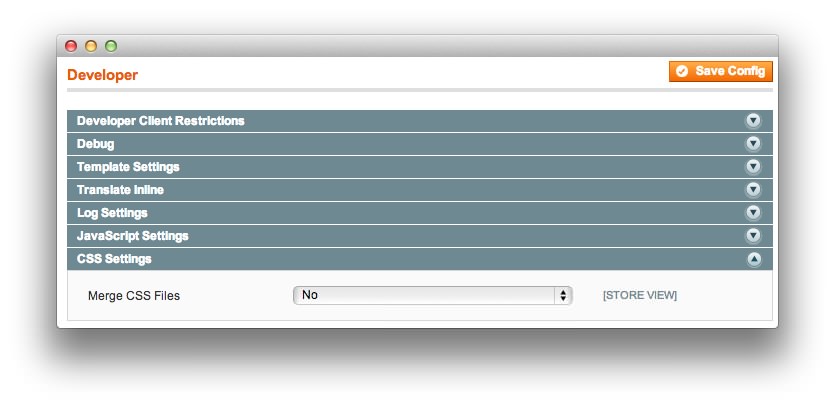 Developer
Save Config
Developer Client Restrictions
Debug
Template Settings
Translate Inline
Log Settings
JavaScript Settings
CSS Settings
Merge CSS Files No [STORE VIEW]